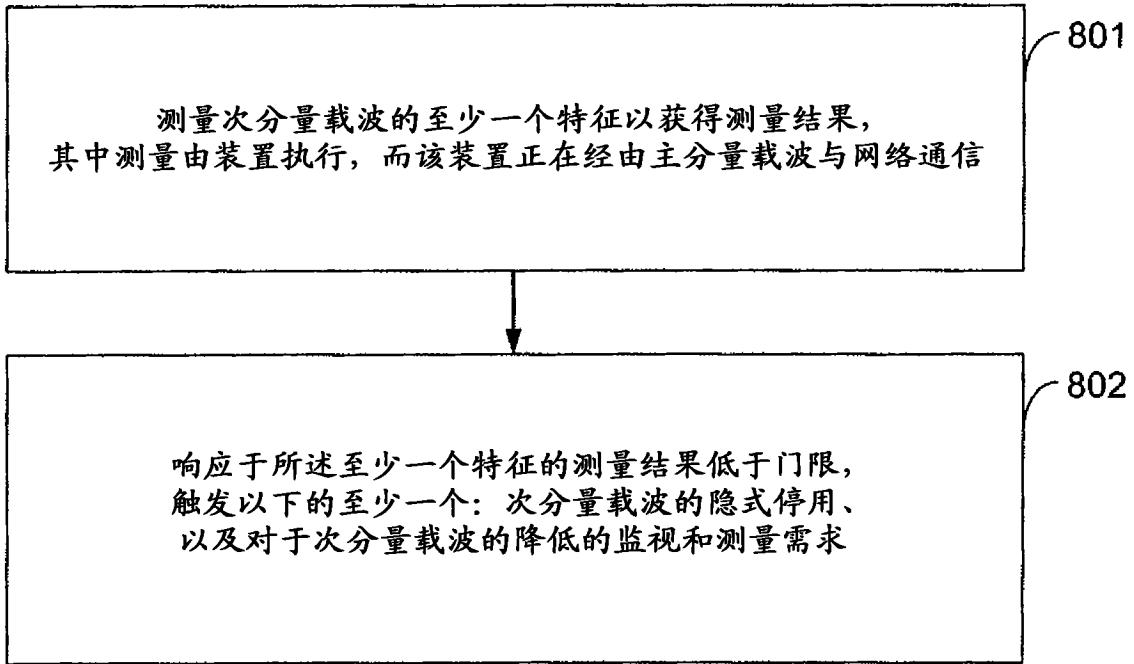 801
测量次分量载波的至少一个特征以获得测量结果，
其中测量由装置执行，而该装置正在经由主分量载波与网络通信
802
响应于所述至少一个特征的测量结果低于门限，
触发以下的至少一个：次分量载波的隐式停用、
以及对于次分量载波的降低的监视和测量需求